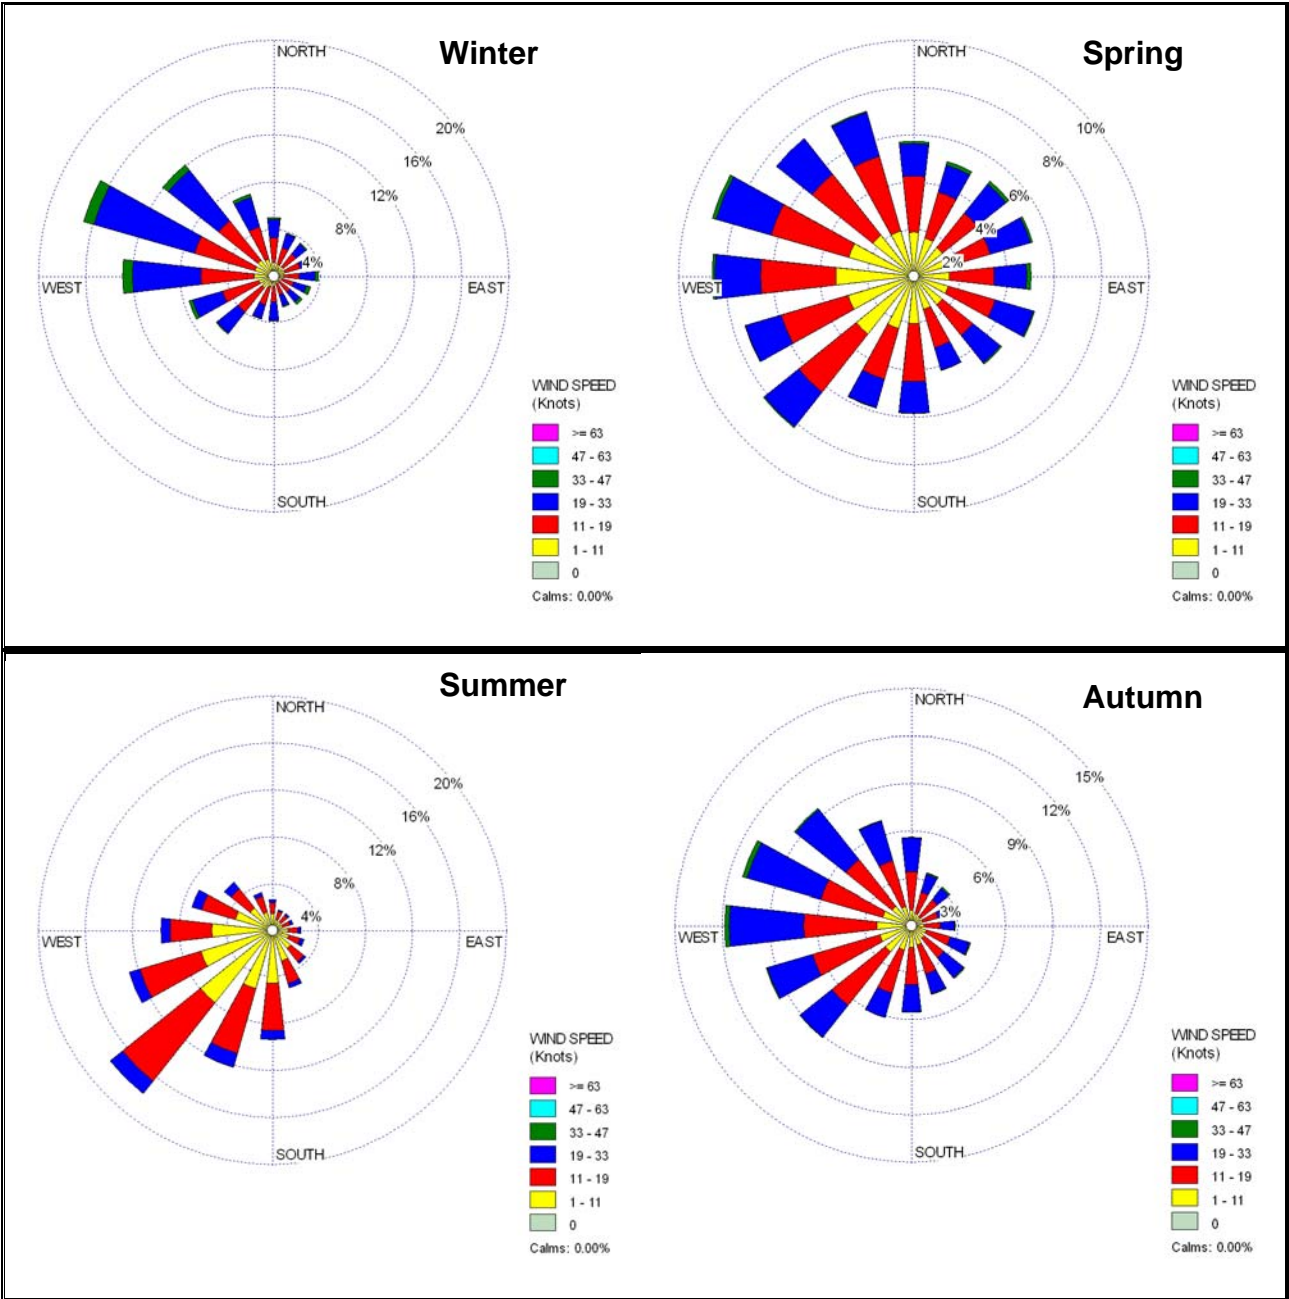 Winter
NORTH
20%
16%
12%
8%
4%
WEST
EAST
SOUTH
WIND SPEED
(Knots)
>= 63
47 - 63
33 - 47
19 - 33
11 - 19
1 - 11
0
Calms: 0.00%
Spring
NORTH
10%
8%
6%
4%
2%
WEST
EAST
SOUTH
WIND SPEED
(Knots)
>= 63
47 - 63
33 - 47
19 - 33
11 - 19
1 - 11
0
Calms: 0.00%
Summer
NORTH
20%
16%
12%
8%
4%
WEST
EAST
SOUTH
WIND SPEED
(Knots)
>= 63
47 - 63
33 - 47
19 - 33
11 - 19
1 - 11
0
Calms: 0.00%
Autumn
NORTH
15%
12%
9%
6%
3%
WEST
EAST
SOUTH
WIND SPEED
(Knots)
>= 63
47 - 63
33 - 47
19 - 33
11 - 19
1 - 11
0
Calms: 0.00%